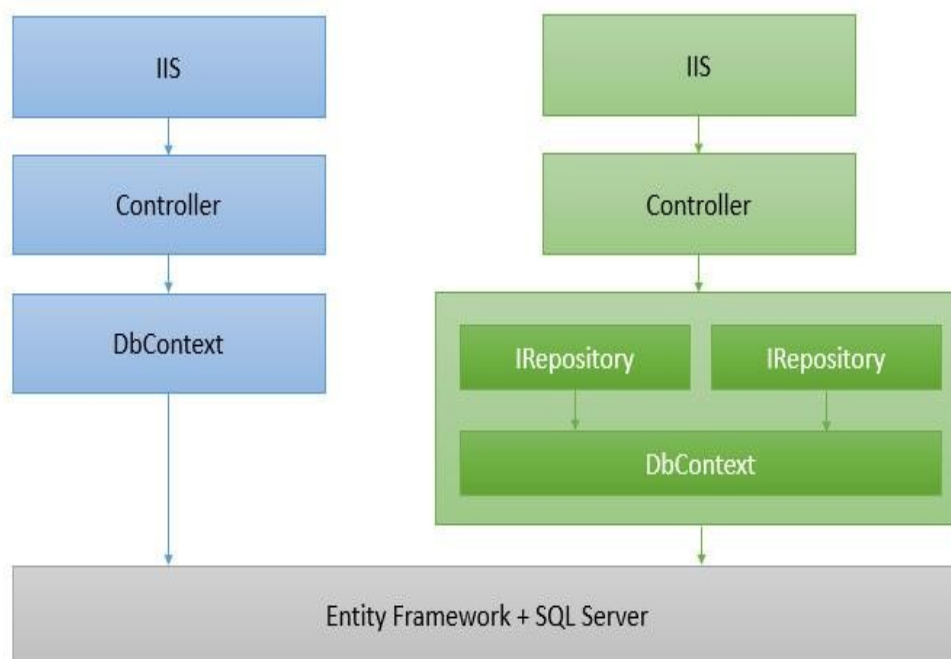 IIS
IIS
Controller
Controller
DbContext
IRepository
IRepository
DbContext
Entity Framework + SQL Server